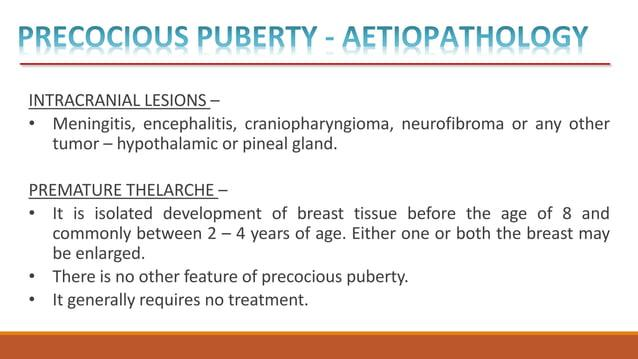 PRECOCIOUS PUBERTY - AETIOPATHOLOGY
INTRACRANIAL LESIONS –
• Meningitis, encephalitis, craniopharyngioma, neurofibroma or any other
tumor – hypothalamic or pineal gland.
PREMATURE THELARCHE –
• It is isolated development of breast tissue before the age of 8 and
commonly between 2 – 4 years of age. Either one or both the breast may
be enlarged.
• There is no other feature of precocious puberty.
• It generally requires no treatment.